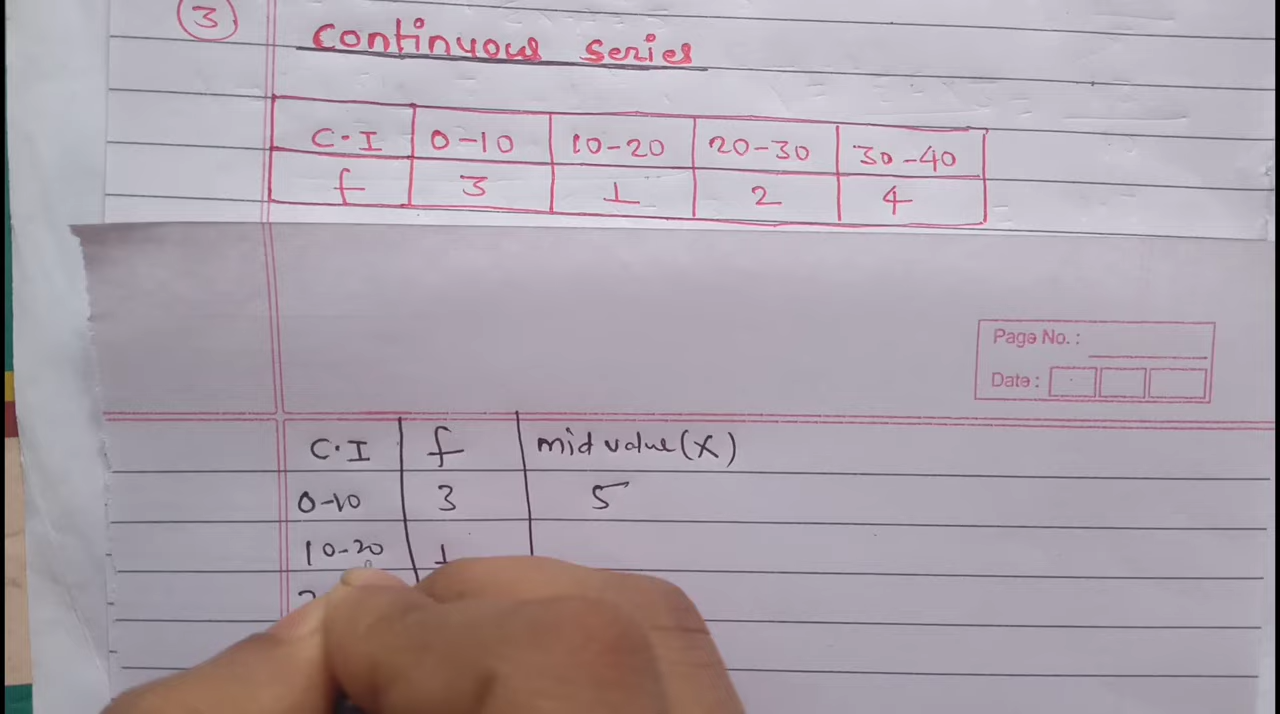 3 continuous series
C.I 0-10 10-20 20-30 30-40
f 3 1 2 4
Page No. :
Date :
C.I f mid value (X)
0-10 3 5
10-20 1